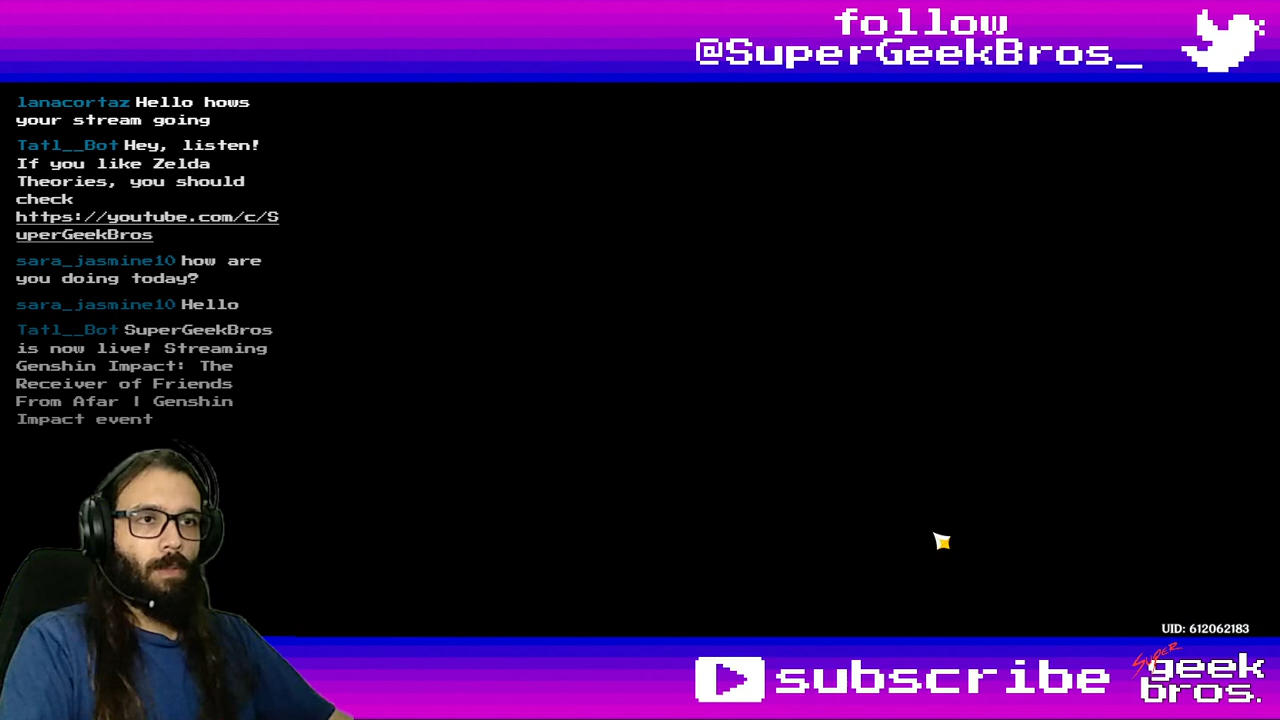 follow
@SuperGeekBros_
lanacortaz Hello hows
your stream going
Tatl__Bot Hey, listen!
If you like Zelda
Theories, you should
check
https://youtube.com/c/S
uperGeekBros
sara_jasmine10 how are
you doing today?
sara_jasmine10 Hello
Tatl__Bot SuperGeekBros
is now live! Streaming
Genshin Impact: The
Receiver of Friends
From Afar | Genshin
Impact event
UID: 612062183
subscribe
SUPER
geek
bros.